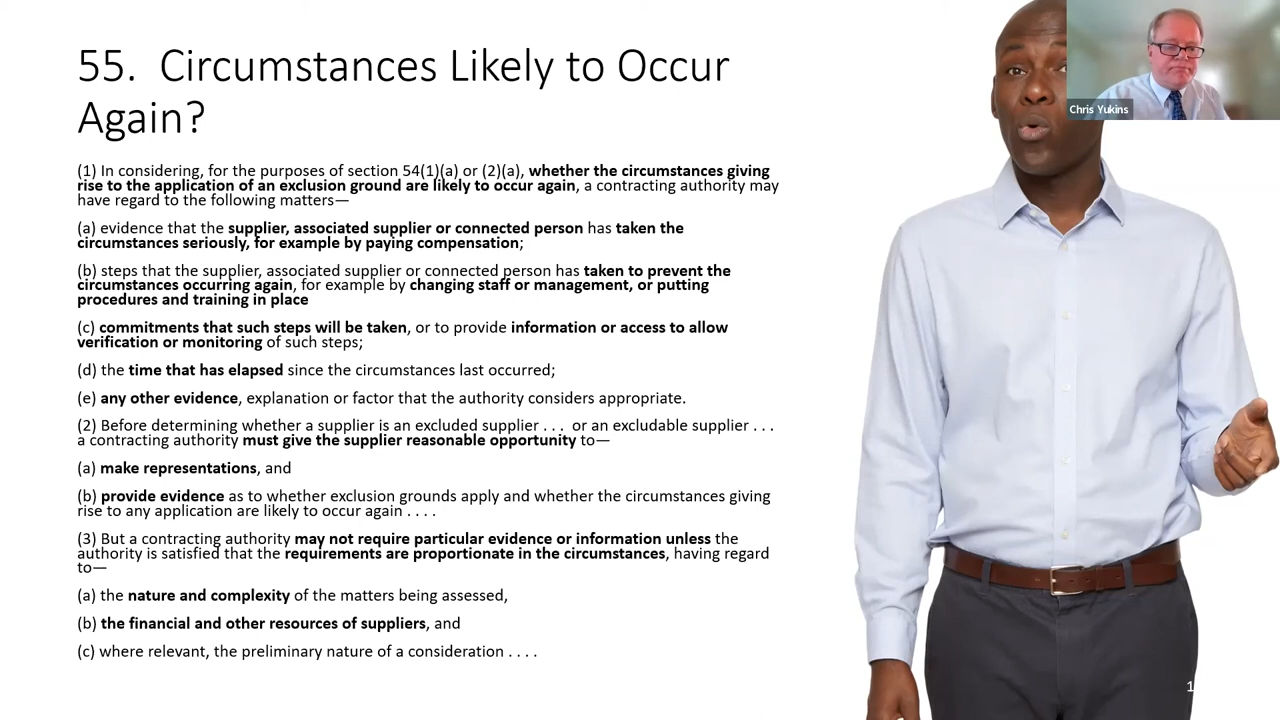 55.  Circumstances Likely to Occur
Again?
Chris Yukins
(1) In considering, for the purposes of section 54(1)(a) or (2)(a), whether the circumstances giving
rise to the application of an exclusion ground are likely to occur again, a contracting authority may
have regard to the following matters—
(a) evidence that the supplier, associated supplier or connected person has taken the
circumstances seriously, for example by paying compensation;
(b) steps that the supplier, associated supplier or connected person has taken to prevent the
circumstances occurring again, for example by changing staff or management, or putting
procedures and training in place
(c) commitments that such steps will be taken, or to provide information or access to allow
verification or monitoring of such steps;
(d) the time that has elapsed since the circumstances last occurred;
(e) any other evidence, explanation or factor that the authority considers appropriate.
(2) Before determining whether a supplier is an excluded supplier . . .  or an excludable supplier . . .
a contracting authority must give the supplier reasonable opportunity to—
(a) make representations, and
(b) provide evidence as to whether exclusion grounds apply and whether the circumstances giving
rise to any application are likely to occur again . . . .
(3) But a contracting authority may not require particular evidence or information unless the
authority is satisfied that the requirements are proportionate in the circumstances, having regard
to—
(a) the nature and complexity of the matters being assessed,
(b) the financial and other resources of suppliers, and
(c) where relevant, the preliminary nature of a consideration . . . .